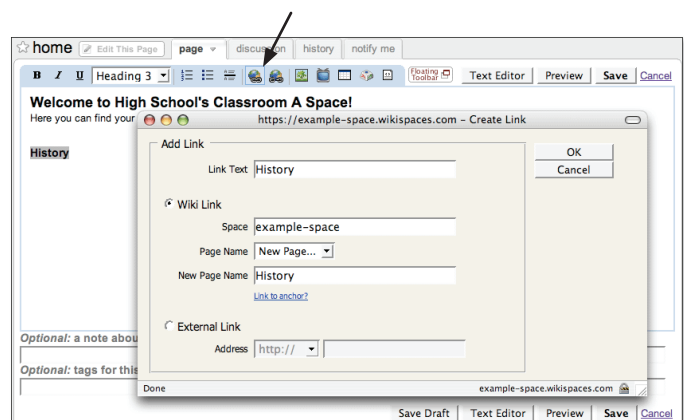 home Edit This Page page discussion history notify me
B I U Heading 3 Floating Toolbar Text Editor Preview Save Cancel
Welcome to High School's Classroom A Space!
Here you can find your
https://example-space.wikispaces.com – Create Link
History
Add Link
OK
Cancel
Link Text History
Wiki Link
Space example-space
Page Name New Page...
New Page Name History
Link to anchor?
External Link
Address http://
Optional: a note abou
Optional: tags for this
Done example-space.wikispaces.com
Save Draft Text Editor Preview Save Cancel